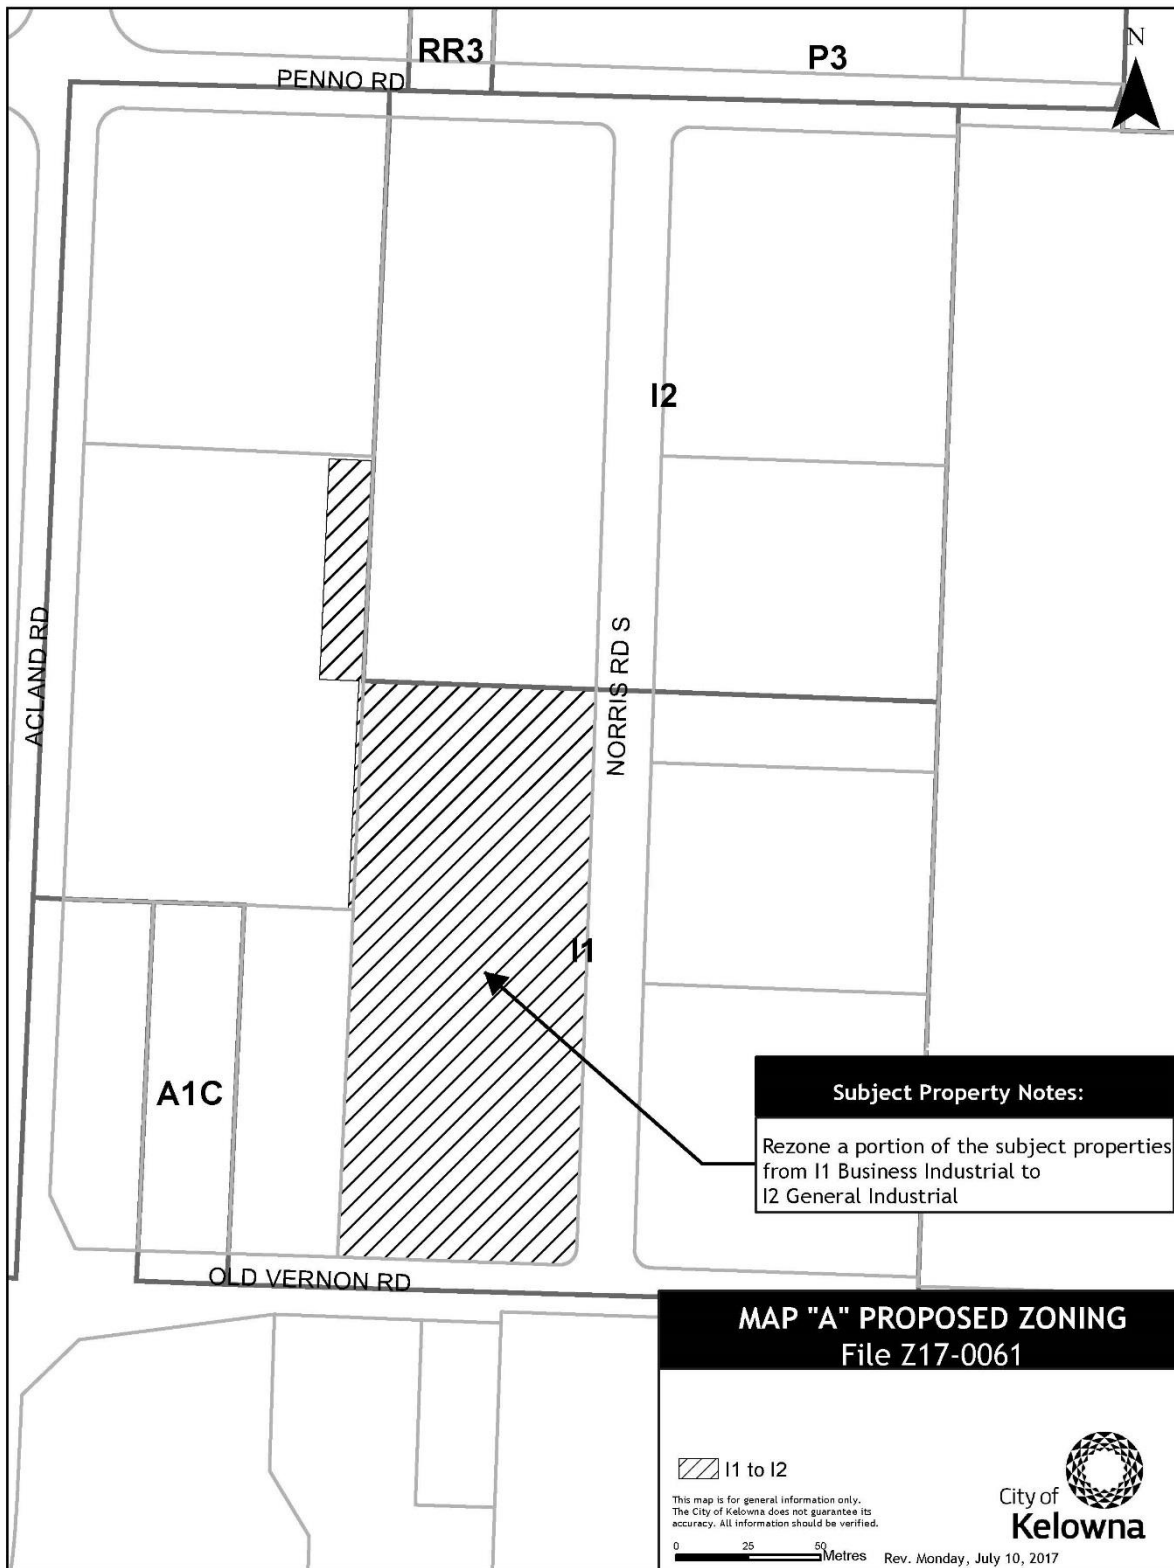 RR3
P3
N
PENNO RD
I2
ACLAND RD
NORRIS RD S
I1
A1C
Subject Property Notes:
Rezone a portion of the subject properties
from I1 Business Industrial to
I2 General Industrial
OLD VERNON RD
MAP "A" PROPOSED ZONING
File Z17-0061
I1 to I2
This map is for general information only.
The City of Kelowna does not guarantee its
accuracy. All information should be verified.
0 25 50 Metres
City of
Kelowna
Rev. Monday, July 10, 2017